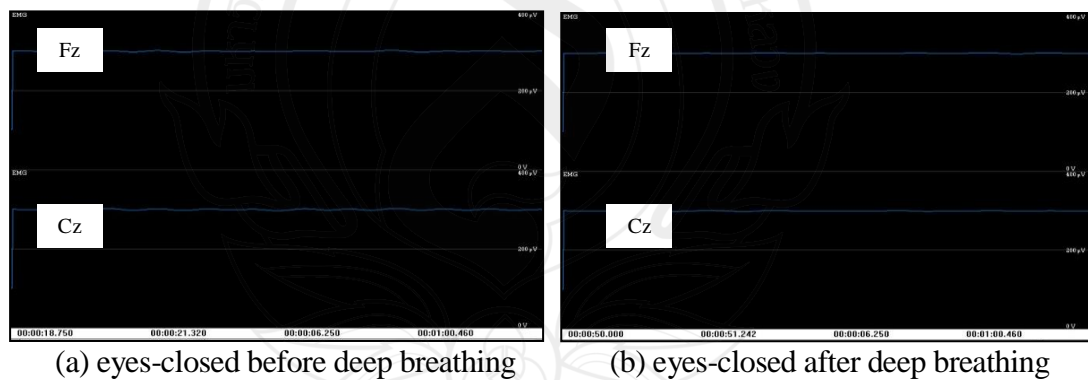 EMG
400 µV
Fz
200 µV
0 V
EMG
400 µV
Cz
200 µV
0 V
00:00:18.750 00:00:21.320 00:00:06.250 00:01:00.460
(a) eyes-closed before deep breathing
EMG
400 µV
Fz
200 µV
0 V
EMG
400 µV
Cz
200 µV
0 V
00:00:50.000 00:00:51.242 00:00:06.250 00:01:00.460
(b) eyes-closed after deep breathing